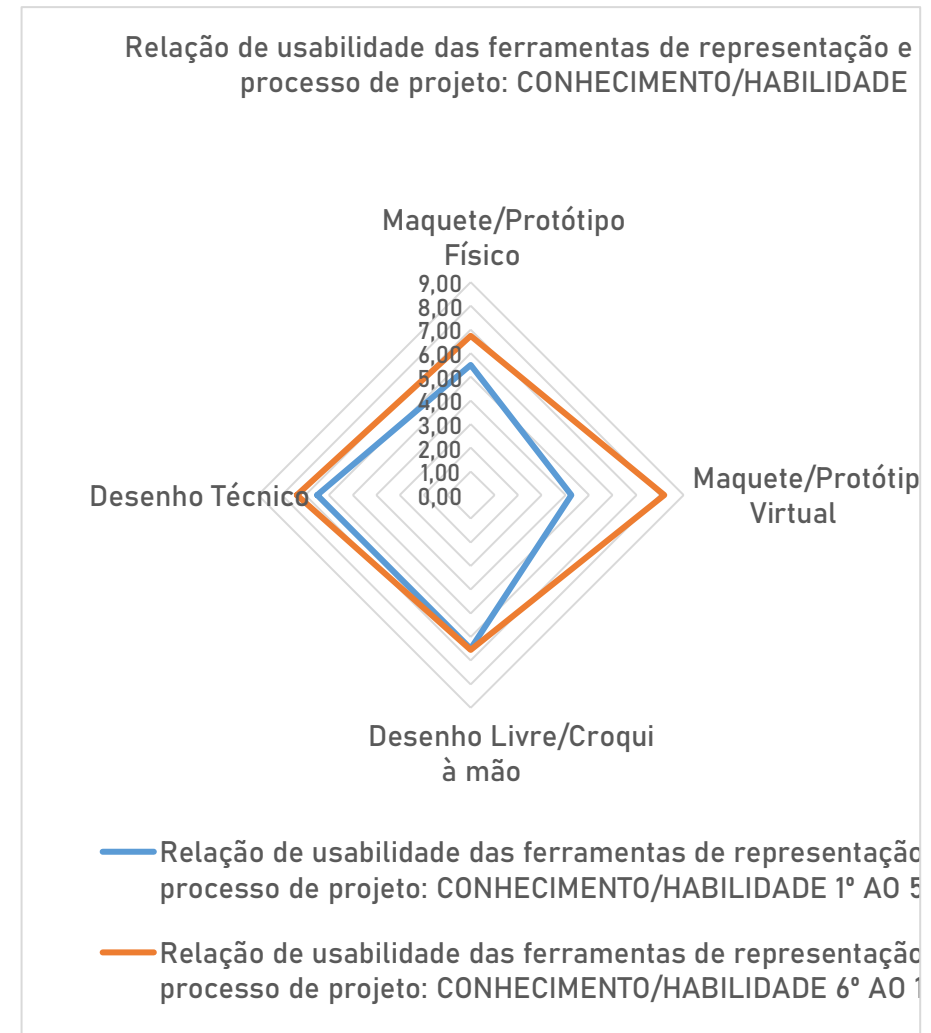 Relação de usabilidade das ferramentas de representação e
processo de projeto: CONHECIMENTO/HABILIDADE
Maquete/Protótipo
Físico
9,00
8,00
7,00
6,00
5,00
4,00
3,00
2,00
1,00
0,00
Desenho Técnico
Maquete/Protótip
Virtual
Desenho Livre/Croqui
à mão
Relação de usabilidade das ferramentas de representação
processo de projeto: CONHECIMENTO/HABILIDADE 1º AO 5
Relação de usabilidade das ferramentas de representação
processo de projeto: CONHECIMENTO/HABILIDADE 6º AO 1